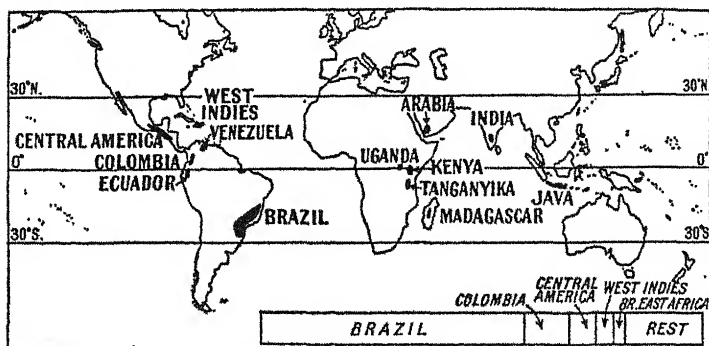 30°N.
30°N.
WEST
INDIES
ARABIA
INDIA
CENTRAL AMERICA
VENEZUELA
COLOMBIA
UGANDA
KENYA
0°
0°
ECUADOR
TANGANYIKA
JAVA
BRAZIL
MADAGASCAR
30°S.
30°S.
COLOMBIA
CENTRAL
AMERICA
WEST INDIES
BR. EAST AFRICA
BRAZIL
REST